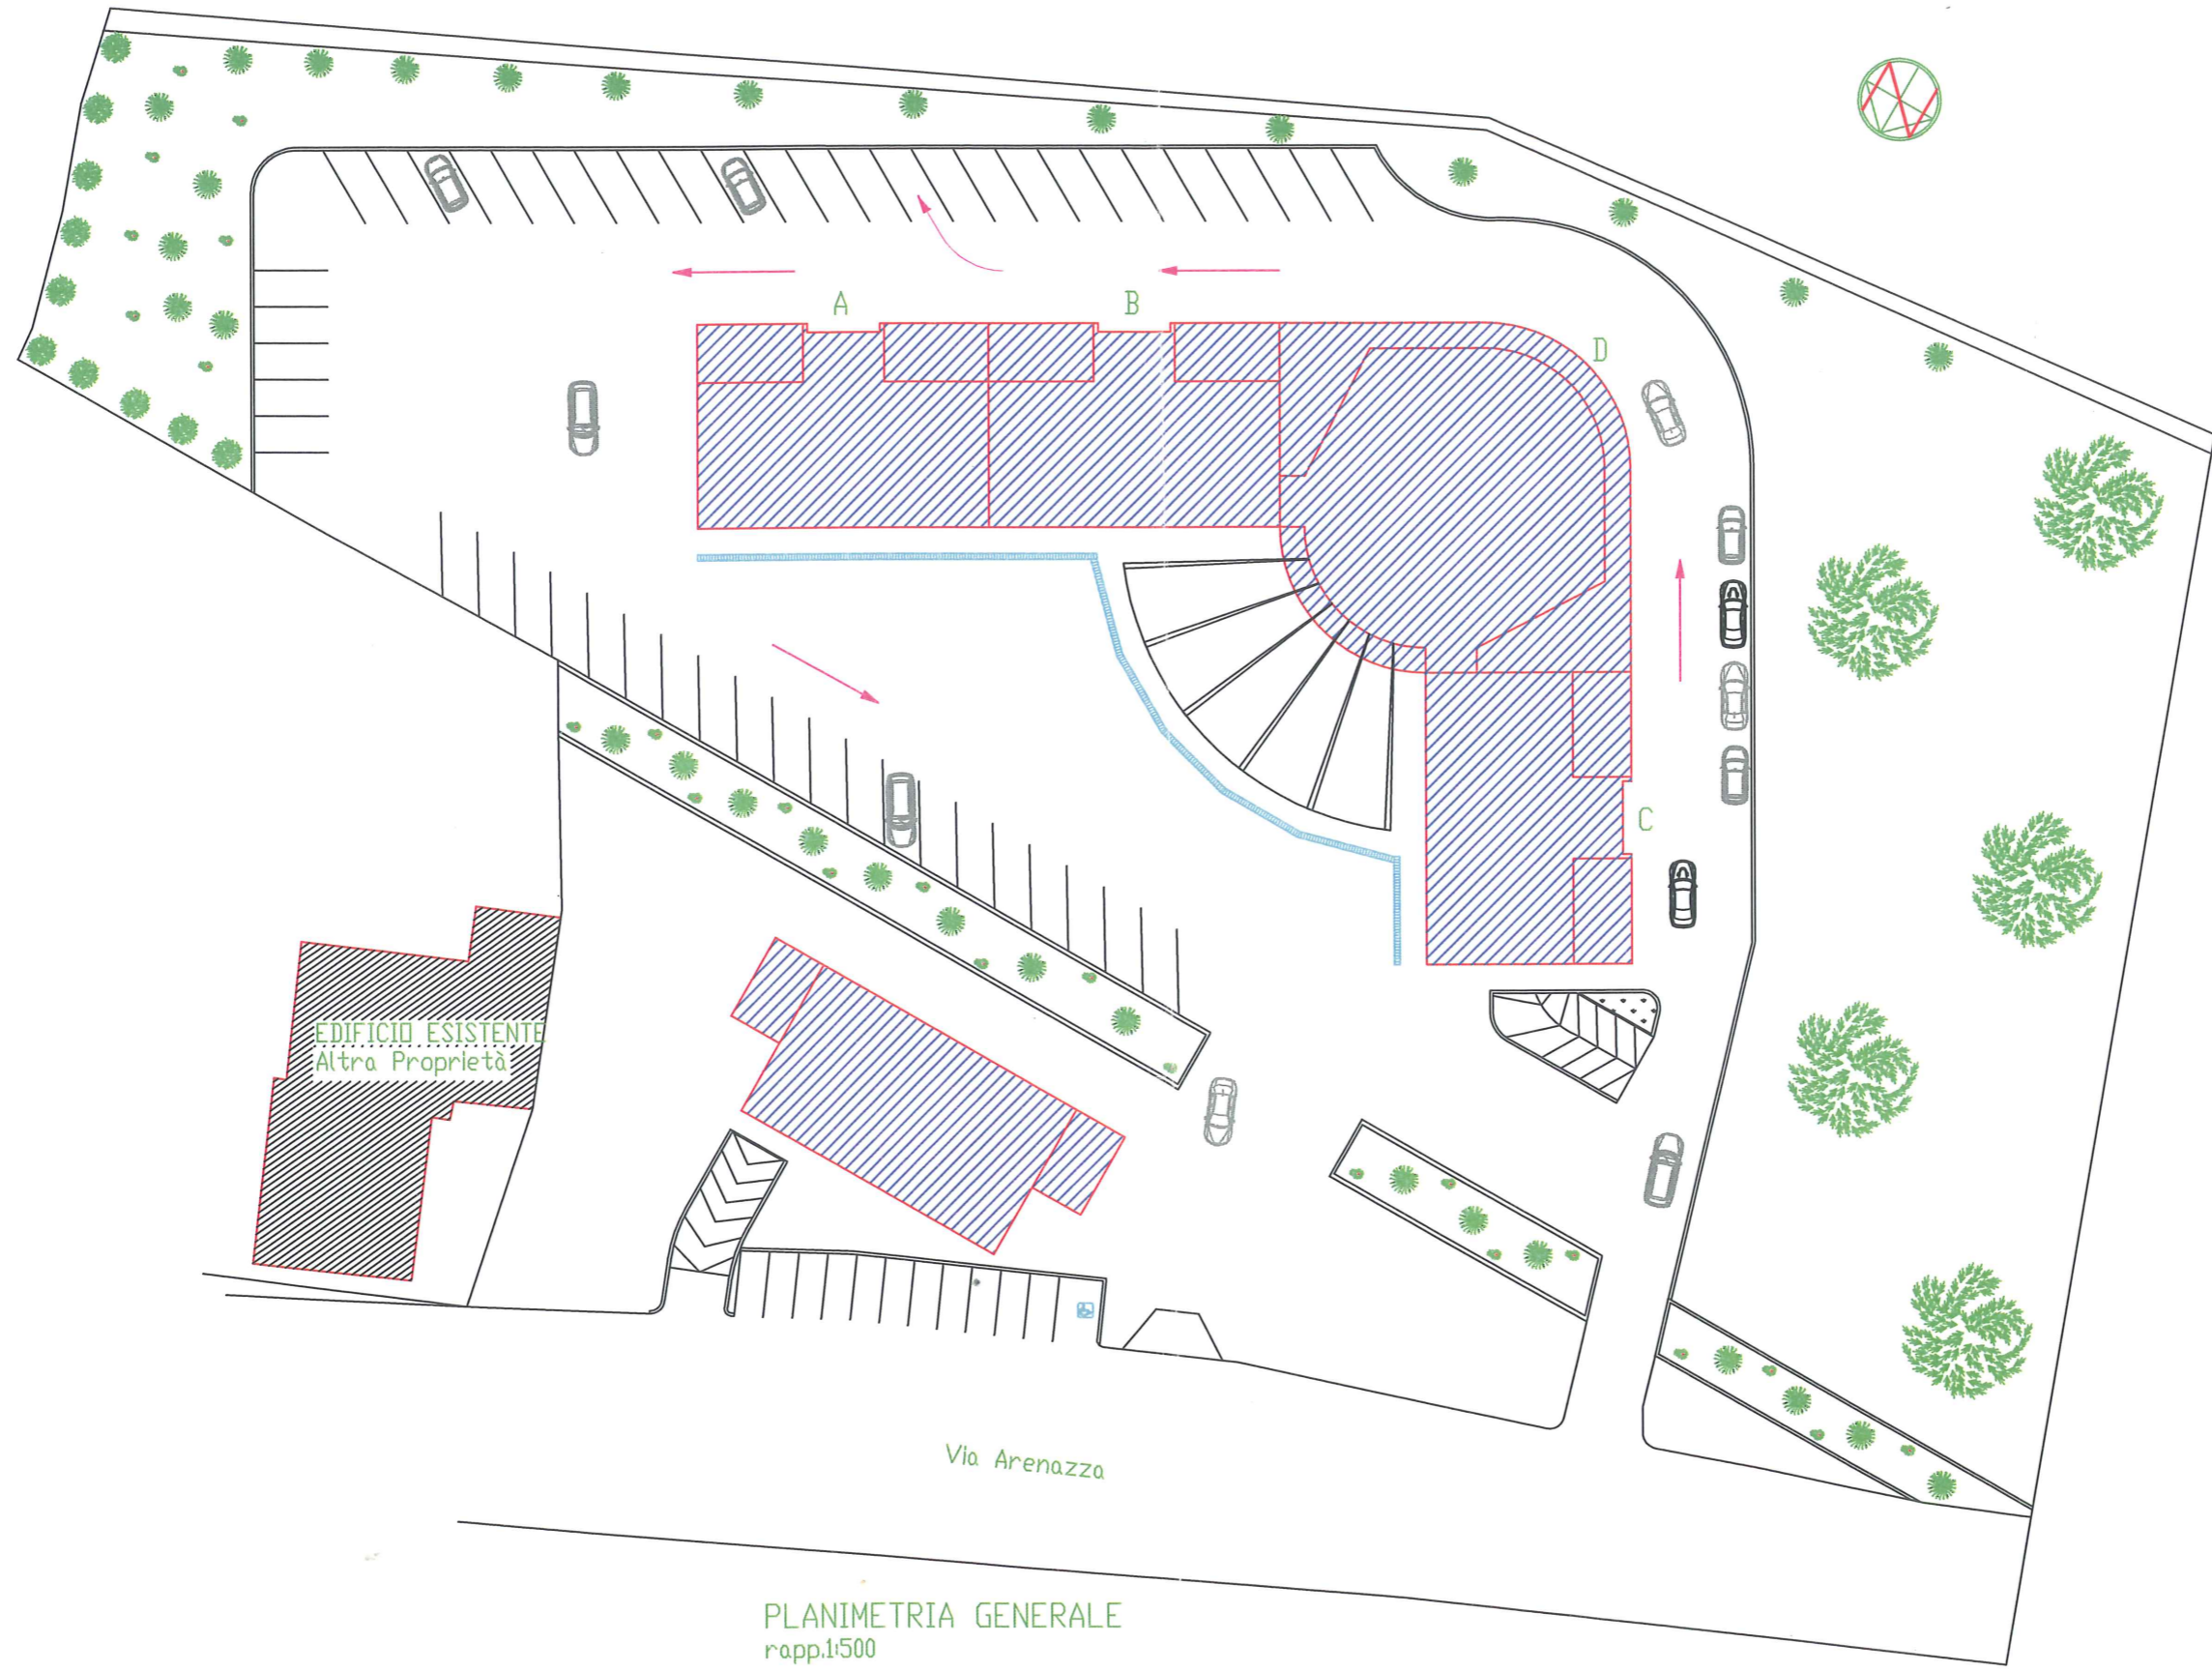 A
B
D
C
EDIFICIO ESISTENTE
Altra Proprietà
Via Arenazza
PLANIMETRIA GENERALE
rapp.1:500